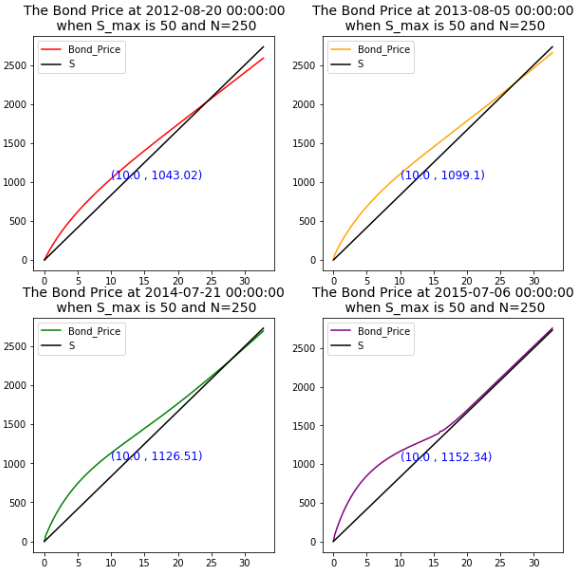 The Bond Price at 2012-08-20 00:00:00
when S_max is 50 and N=250
Bond_Price
S
2500
2000
1500
1000
500
0
(10.0 , 1043.02)
0 5 10 15 20 25 30
The Bond Price at 2013-08-05 00:00:00
when S_max is 50 and N=250
Bond_Price
S
2500
2000
1500
1000
500
0
(10.0 , 1099.1)
0 5 10 15 20 25 30
The Bond Price at 2014-07-21 00:00:00
when S_max is 50 and N=250
Bond_Price
S
2500
2000
1500
1000
500
0
(10.0 , 1126.51)
0 5 10 15 20 25 30
The Bond Price at 2015-07-06 00:00:00
when S_max is 50 and N=250
Bond_Price
S
2500
2000
1500
1000
500
0
(10.0 , 1152.34)
0 5 10 15 20 25 30